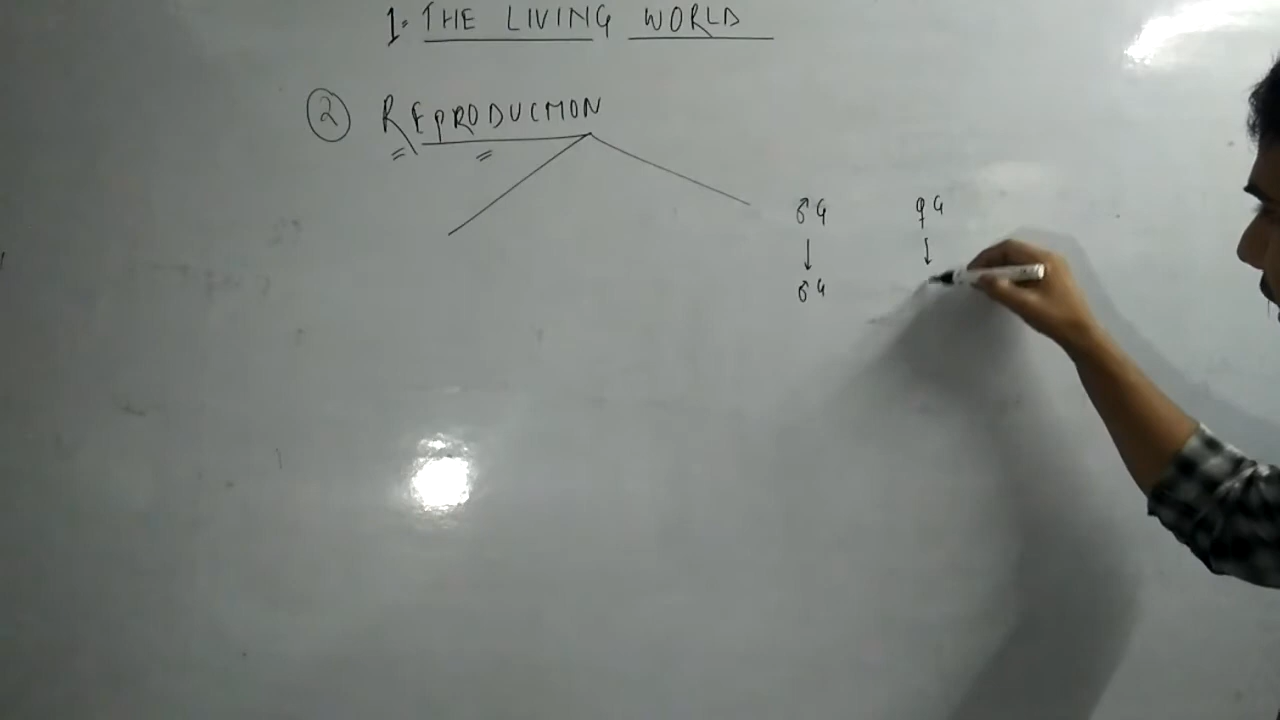 1. THE LIVING WORLD
② REPRODUCTION
♂G ♀G
↓ ↓
♂G